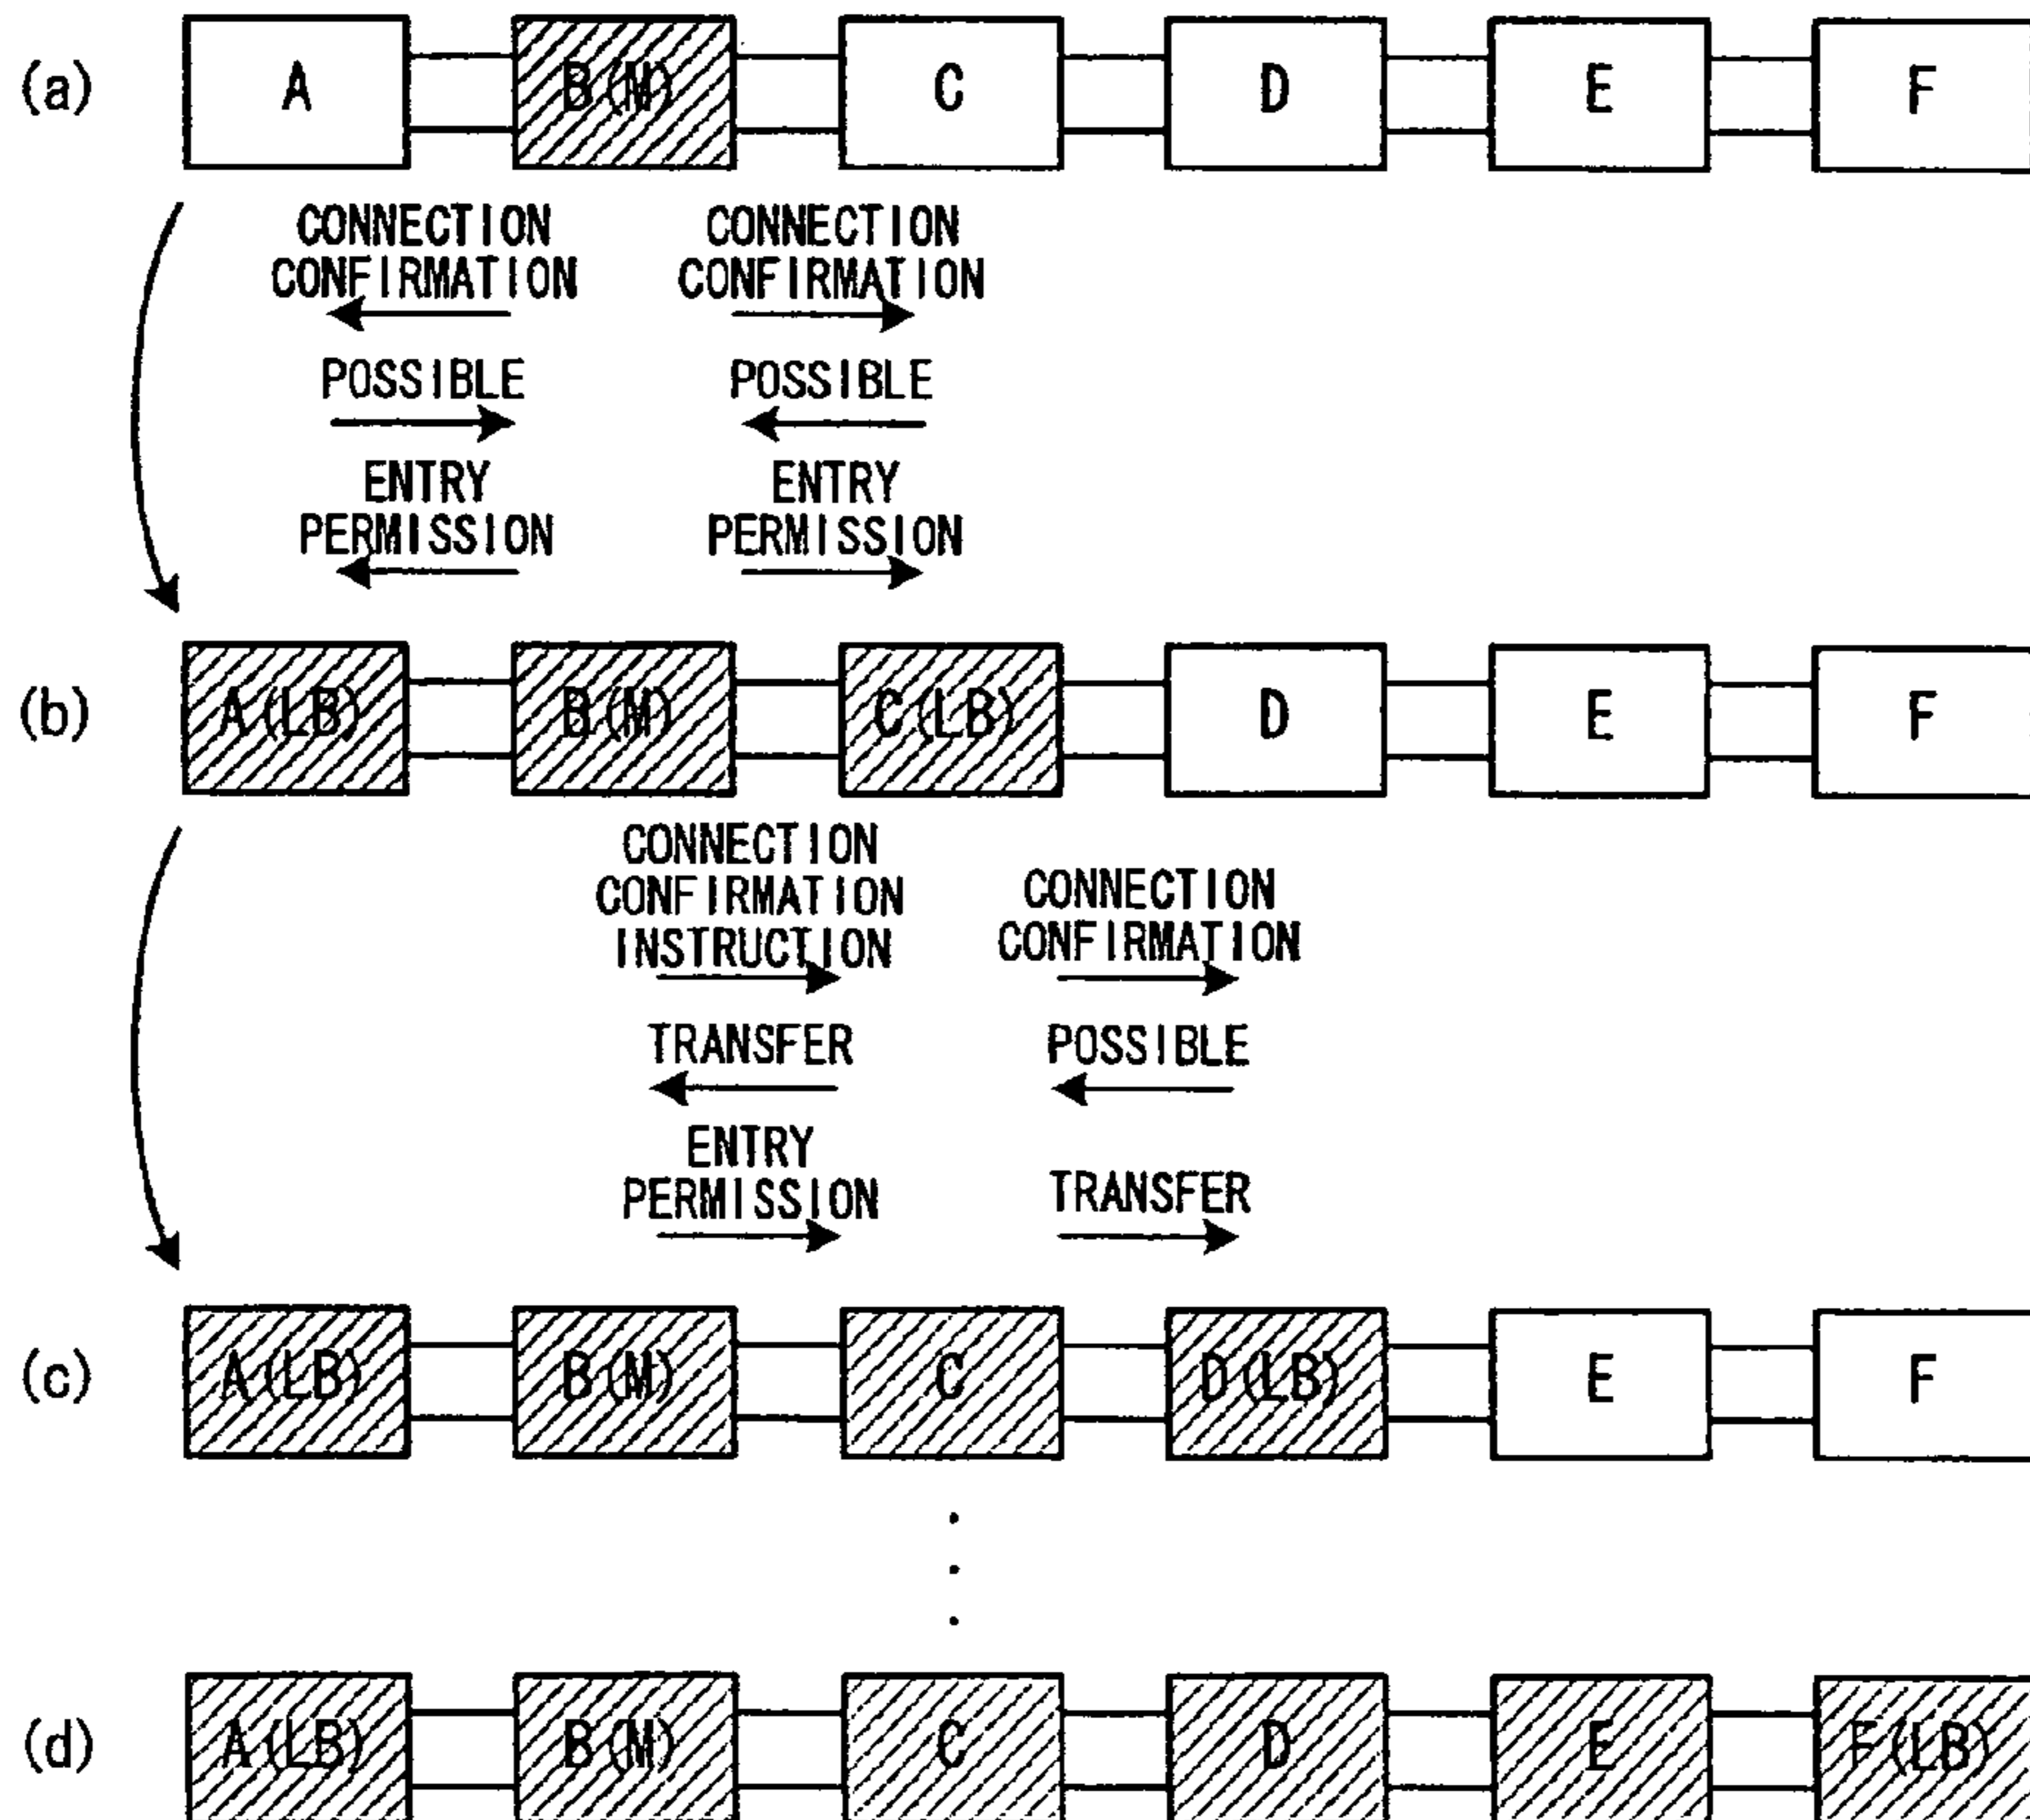 (a) A B(M) C D E F
CONNECTION CONNECTION
CONFIRMATION CONFIRMATION
POSSIBLE POSSIBLE
ENTRY ENTRY
PERMISSION PERMISSION
(b) A(LB) B(M) C(LB) D E F
CONNECTION
CONFIRMATION
INSTRUCTION
CONNECTION
CONFIRMATION
TRANSFER POSSIBLE
ENTRY
PERMISSION
TRANSFER
(c) A(LB) B(M) C D(LB) E F
(d) A(LB) B(M) C D E F(LB)